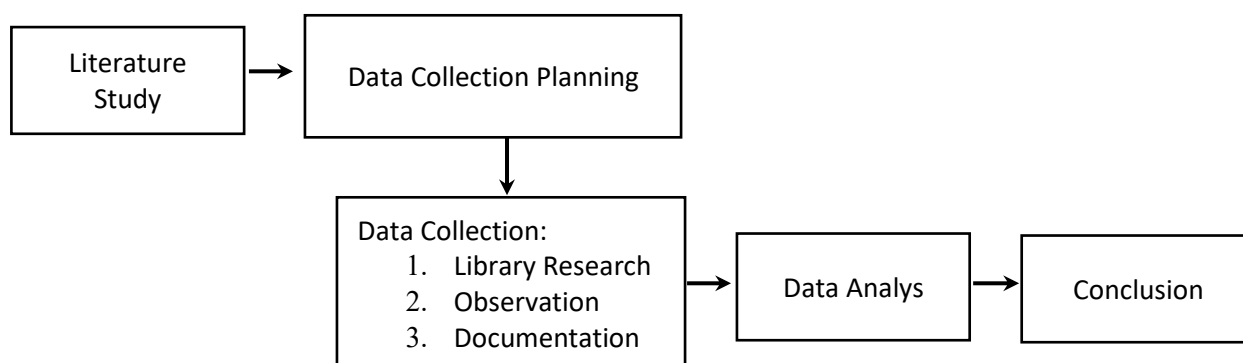 Literature
Study
Data Collection Planning
Data Collection:
1. Library Research
2. Observation
3. Documentation
Data Analys
Conclusion